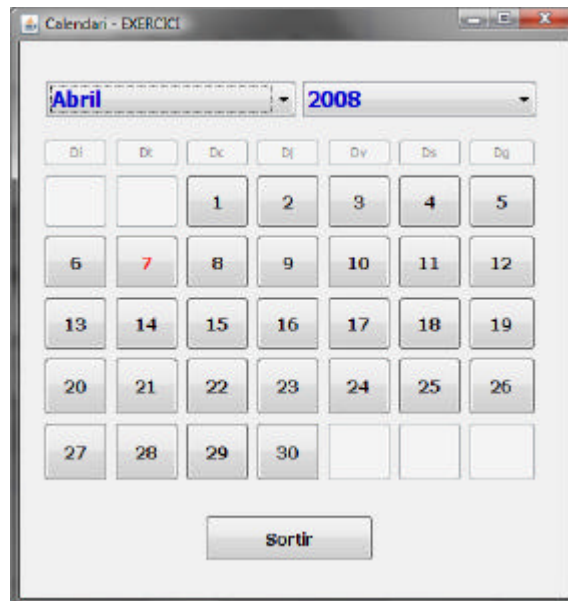 Calendari - EXERCICI
Abril 2008
Dl Dt Dc Dj Dv Ds Dg
1 2 3 4 5
6 7 8 9 10 11 12
13 14 15 16 17 18 19
20 21 22 23 24 25 26
27 28 29 30
Sortir